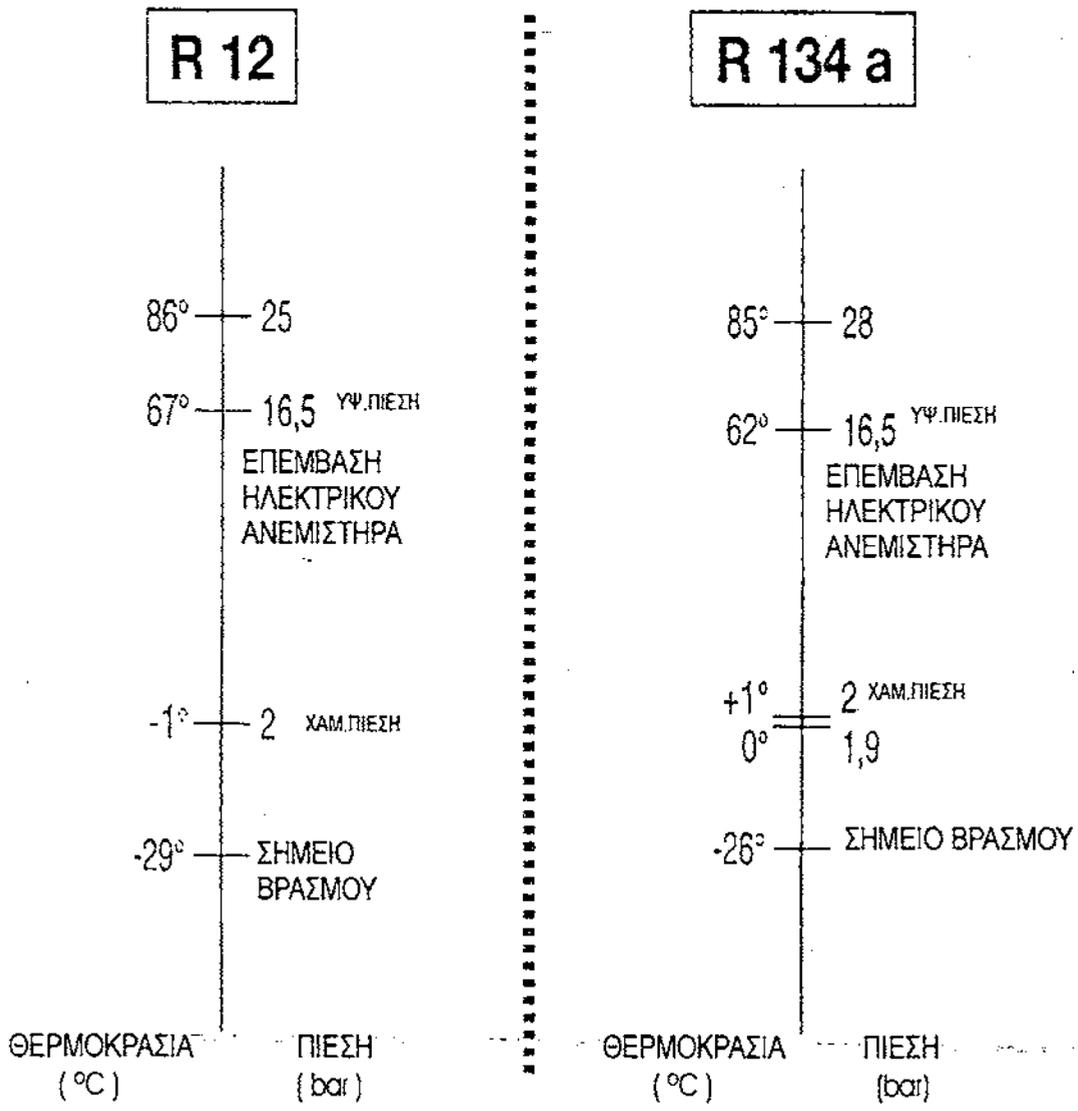 R 12
86° 25
67° 16,5 ΥΨ.ΠΙΕΣΗ
ΕΠΕΜΒΑΣΗ
ΗΛΕΚΤΡΙΚΟΥ
ΑΝΕΜΙΣΤΗΡΑ
-1° 2 ΧΑΜ.ΠΙΕΣΗ
-29° ΣΗΜΕΙΟ
ΒΡΑΣΜΟΥ
ΘΕΡΜΟΚΡΑΣΙΑ ΠΙΕΣΗ
(°C) (bar)
R 134 a
85° 28
62° 16,5 ΥΨ.ΠΙΕΣΗ
ΕΠΕΜΒΑΣΗ
ΗΛΕΚΤΡΙΚΟΥ
ΑΝΕΜΙΣΤΗΡΑ
+1° 2 ΧΑΜ.ΠΙΕΣΗ
0° 1,9
-26° ΣΗΜΕΙΟ ΒΡΑΣΜΟΥ
ΘΕΡΜΟΚΡΑΣΙΑ ΠΙΕΣΗ
(°C) (bar)